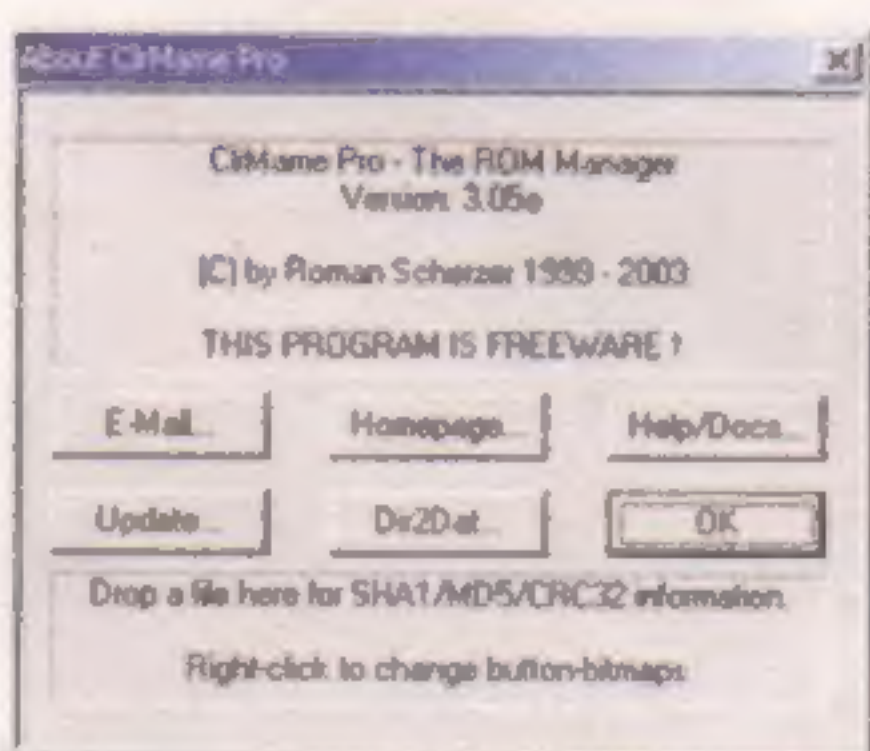 About ClrMame Pro
ClrMame Pro - The ROM Manager
Version: 3.05e
(C) by Roman Scherzer 1999 - 2003
THIS PROGRAM IS FREEWARE !
E-Mail...
Homepage...
Help/Docs...
Update...
Dir2Dat...
OK
Drop a file here for SHA1/MD5/CRC32 information.
Right-click to change button-bitmaps